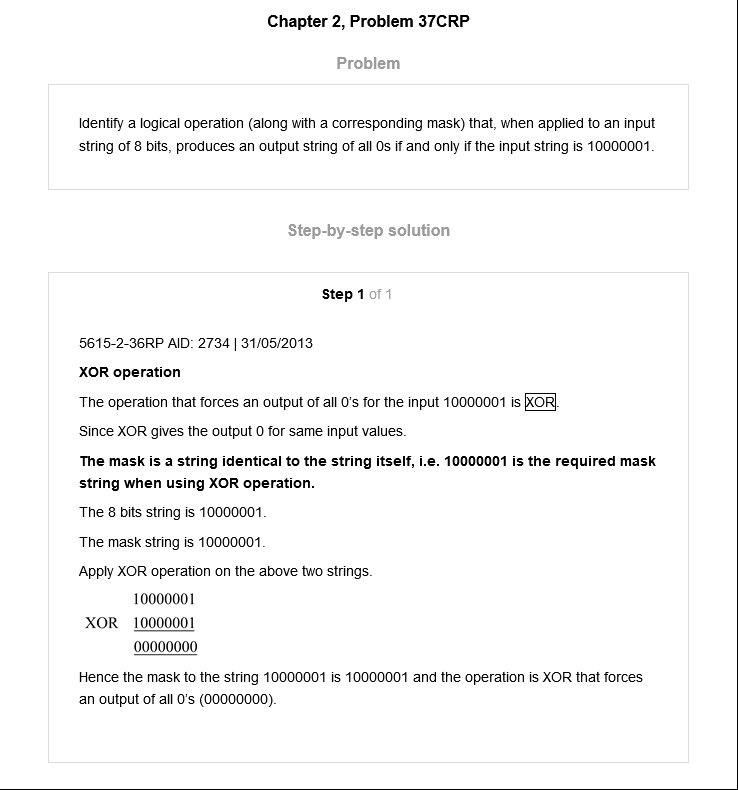 Chapter 2, Problem 37CRP
Problem
Identify a logical operation (along with a corresponding mask) that, when applied to an input
string of 8 bits, produces an output string of all 0s if and only if the input string is 10000001.
Step-by-step solution
Step 1 of 1
5615-2-36RP AID: 2734 | 31/05/2013
XOR operation
The operation that forces an output of all 0's for the input 10000001 is XOR.
Since XOR gives the output 0 for same input values.
The mask is a string identical to the string itself, i.e. 10000001 is the required mask
string when using XOR operation.
The 8 bits string is 10000001.
The mask string is 10000001.
Apply XOR operation on the above two strings.
10000001
XOR 10000001
00000000
Hence the mask to the string 10000001 is 10000001 and the operation is XOR that forces
an output of all 0's (00000000).